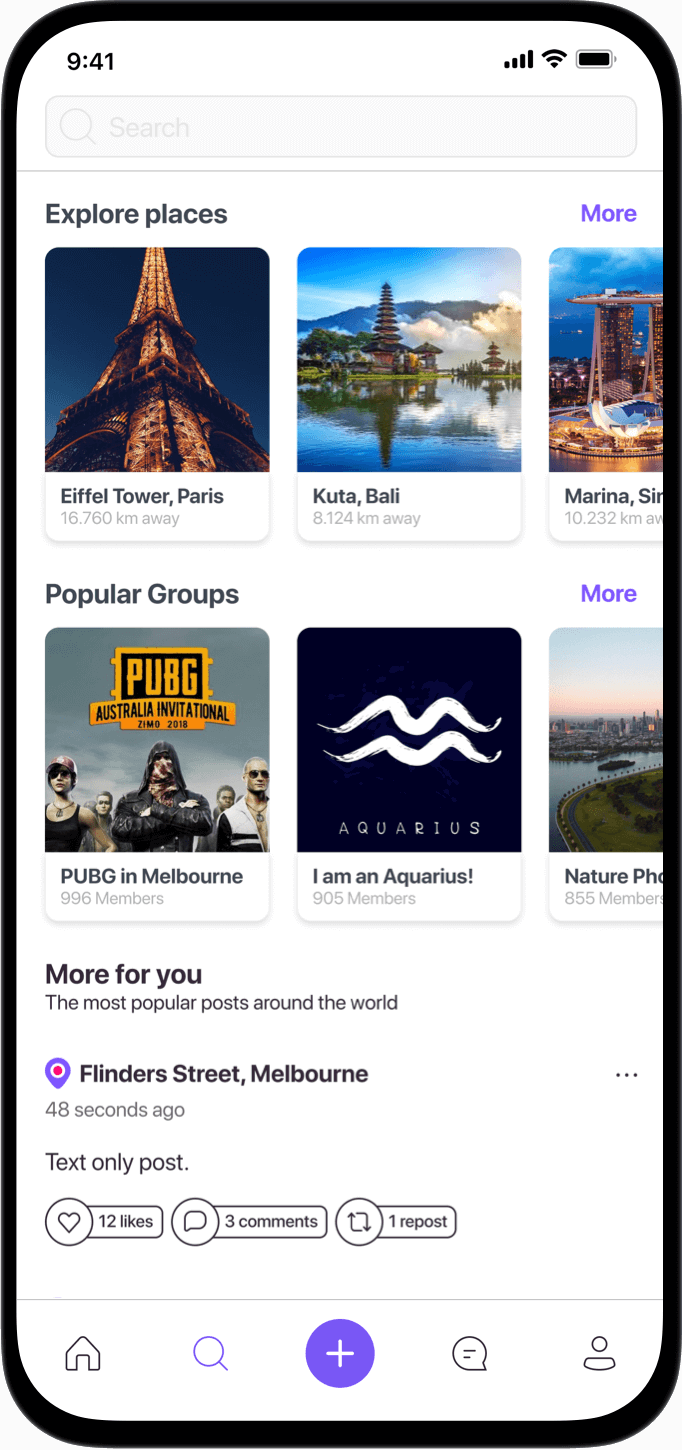 9:41
Search
Explore places
More
Eiffel Tower, Paris
16.760 km away
Kuta, Bali
8.124 km away
Marina, Sin
10.232 km aw
Popular Groups
More
PUBG
AUSTRALIA INVITATIONAL
ZIMO 2018
PUBG in Melbourne
996 Members
AQUARIUS
I am an Aquarius!
905 Members
Nature Pho
855 Members
More for you
The most popular posts around the world
Flinders Street, Melbourne
...
48 seconds ago
Text only post.
12 likes
3 comments
1 repost